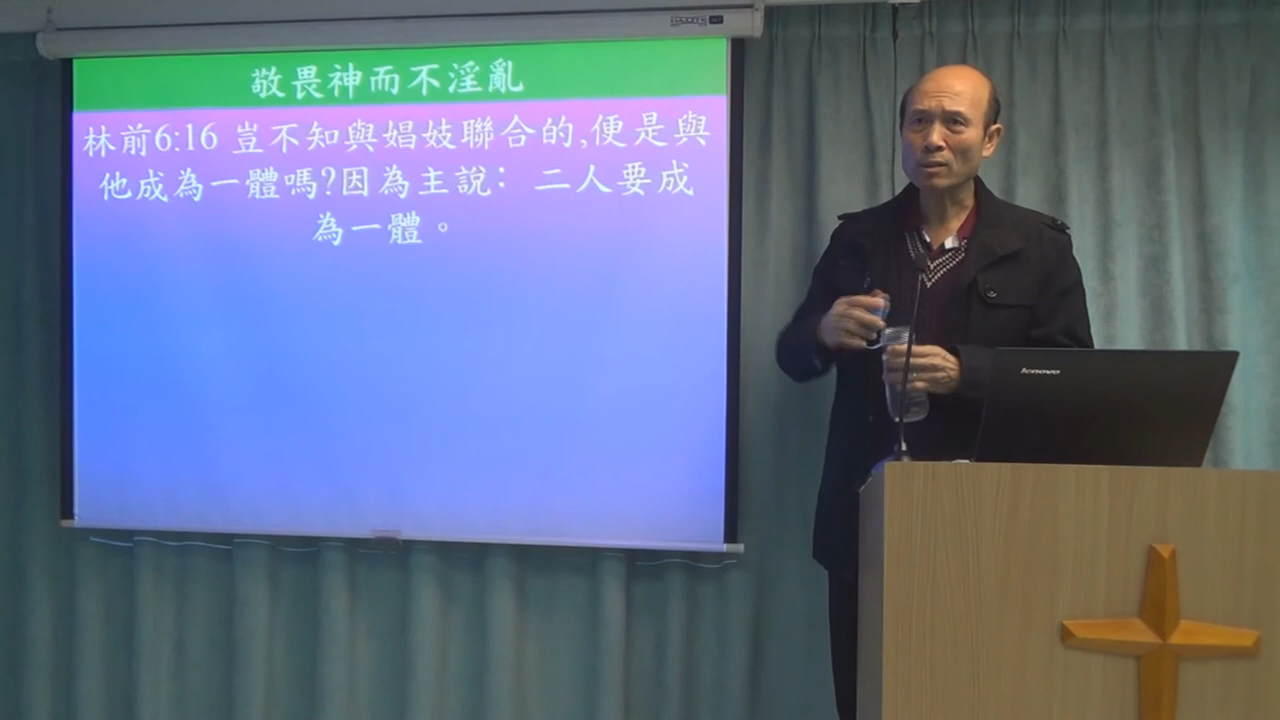 敬畏神而不淫亂
林前6:16 豈不知與娼妓聯合的,便是與
他成為一體嗎?因為主說: 二人要成
為一體。
lenovo